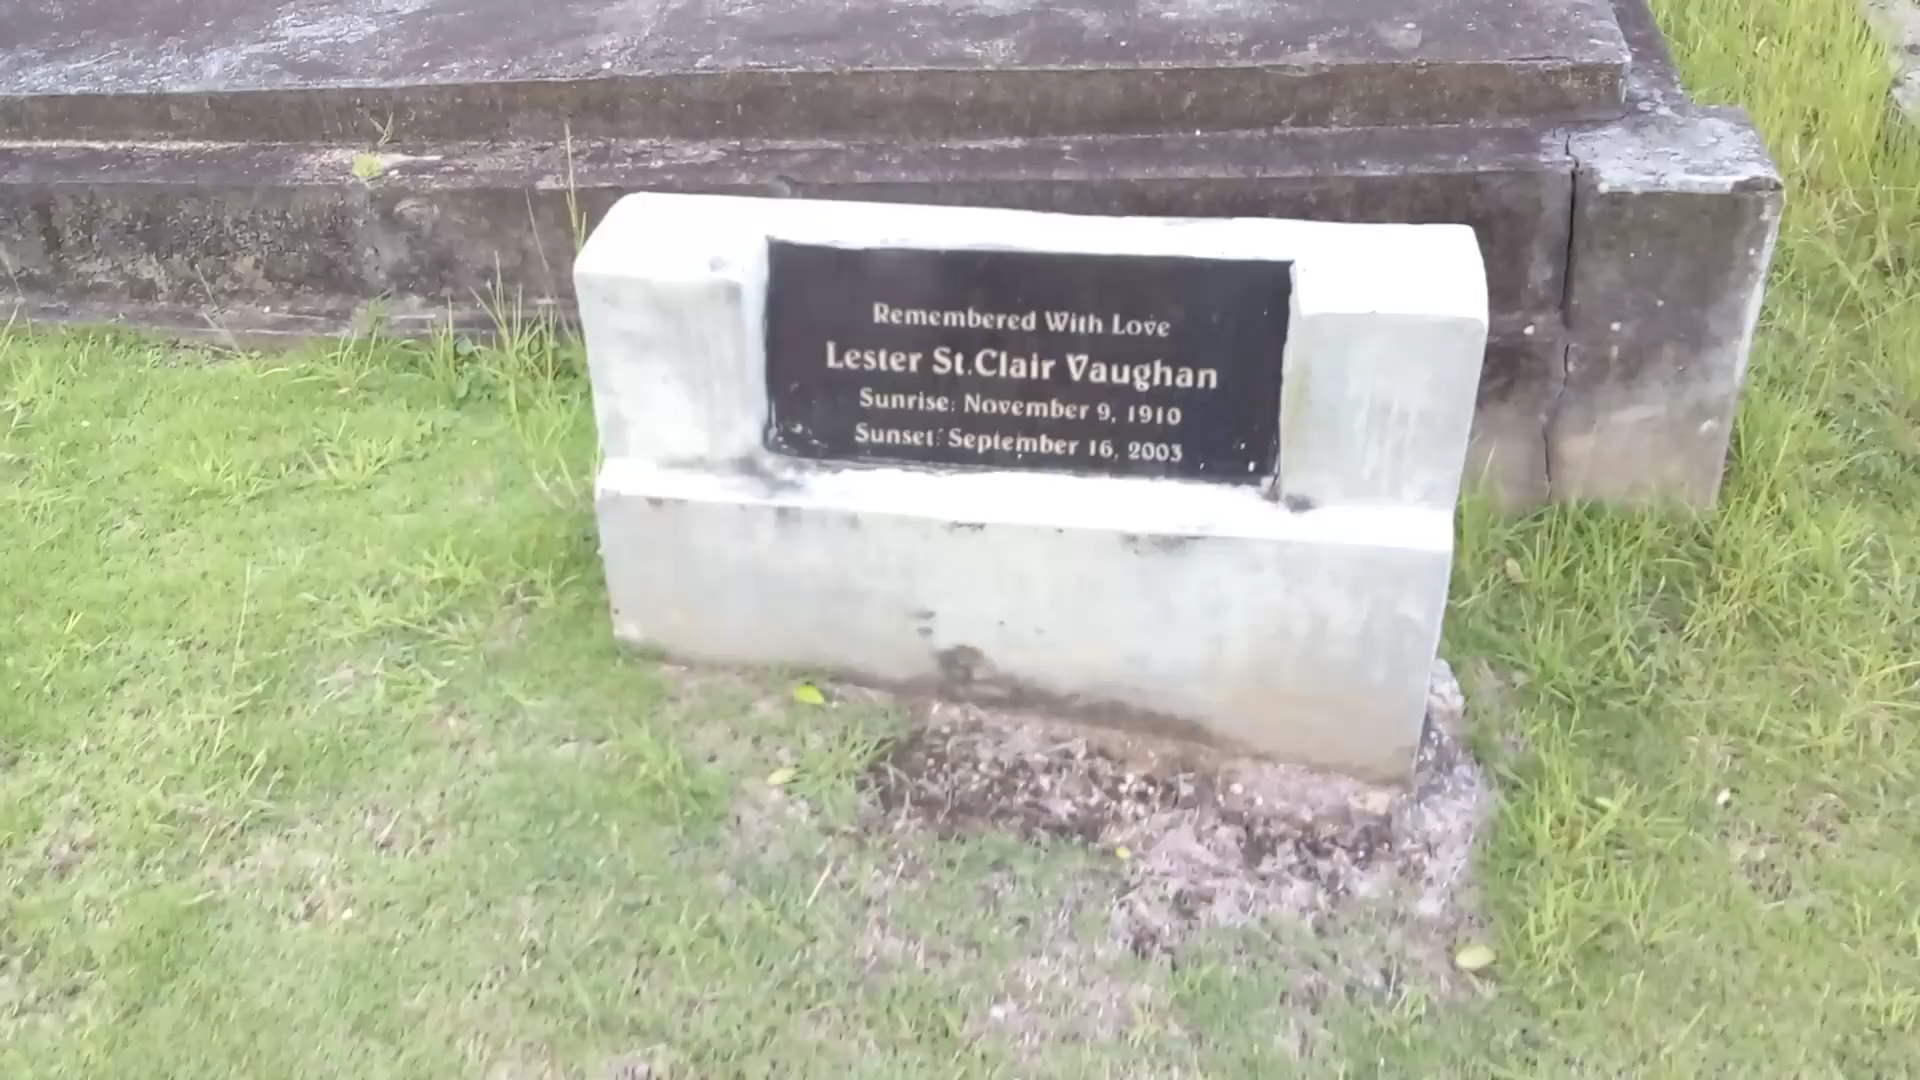 Remembered With Love
Lester St.Clair Vaughan
Sunrise: November 9, 1910
Sunset: September 16, 2003